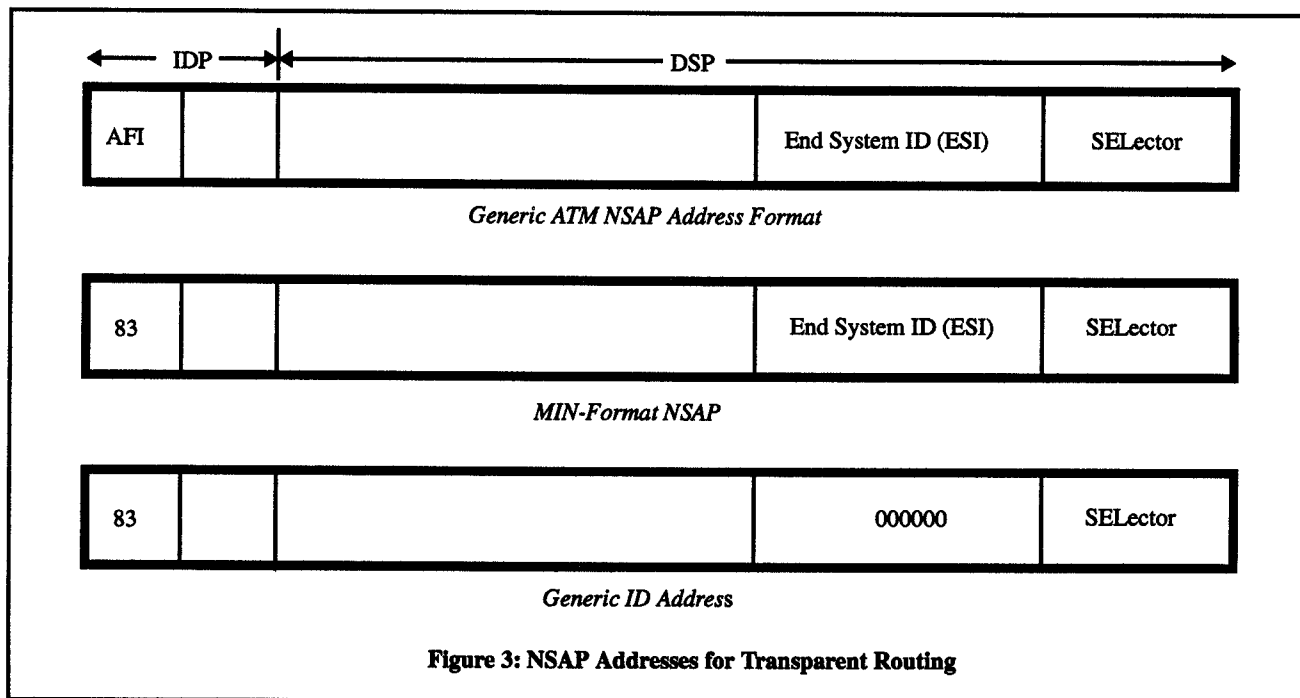 IDP DSP
AFI End System ID (ESI) SELector
Generic ATM NSAP Address Format
83 End System ID (ESI) SELector
MIN-Format NSAP
83 000000 SELector
Generic ID Address
Figure 3: NSAP Addresses for Transparent Routing